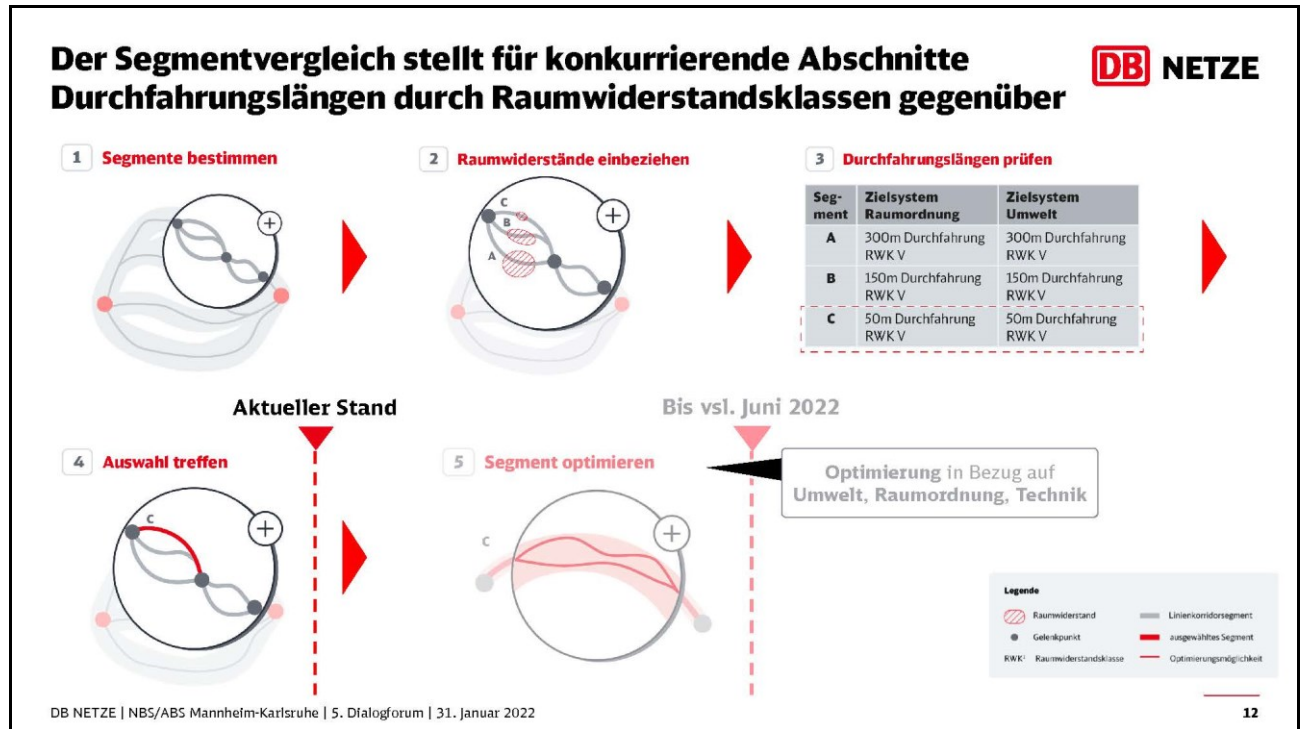 Der Segmentvergleich stellt für konkurrierende Abschnitte
Durchfahrungslängen durch Raumwiderstandsklassen gegenüber
DB NETZE
1 Segmente bestimmen
2 Raumwiderstände einbeziehen
C
B
A
3 Durchfahrungslängen prüfen
Seg-
ment
Zielsystem
Raumordnung
Zielsystem
Umwelt
A
300m Durchfahrung
RWK V
300m Durchfahrung
RWK V
B
150m Durchfahrung
RWK V
150m Durchfahrung
RWK V
C
50m Durchfahrung
RWK V
50m Durchfahrung
RWK V
Aktueller Stand
Bis vsl. Juni 2022
4 Auswahl treffen
C
5 Segment optimieren
C
Optimierung in Bezug auf
Umwelt, Raumordnung, Technik
Legende
Raumwiderstand
Linienkorridorsegment
Gelenkpunkt
ausgewähltes Segment
RWK¹ Raumwiderstandsklasse
Optimierungsmöglichkeit
DB NETZE | NBS/ABS Mannheim-Karlsruhe | 5. Dialogforum | 31. Januar 2022
12